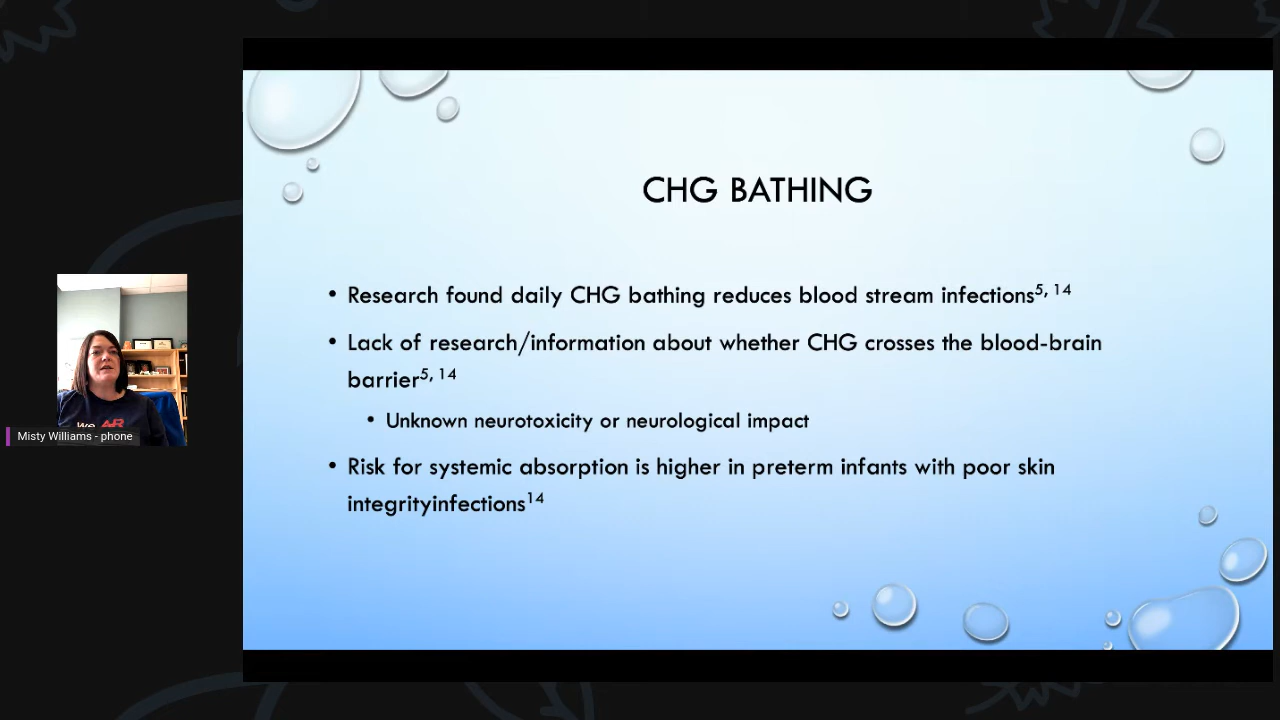 CHG BATHING
• Research found daily CHG bathing reduces blood stream infections5, 14
• Lack of research/information about whether CHG crosses the blood-brain
barrier5, 14
• Unknown neurotoxicity or neurological impact
• Risk for systemic absorption is higher in preterm infants with poor skin
integrityinfections14
we AR
Misty Williams - phone